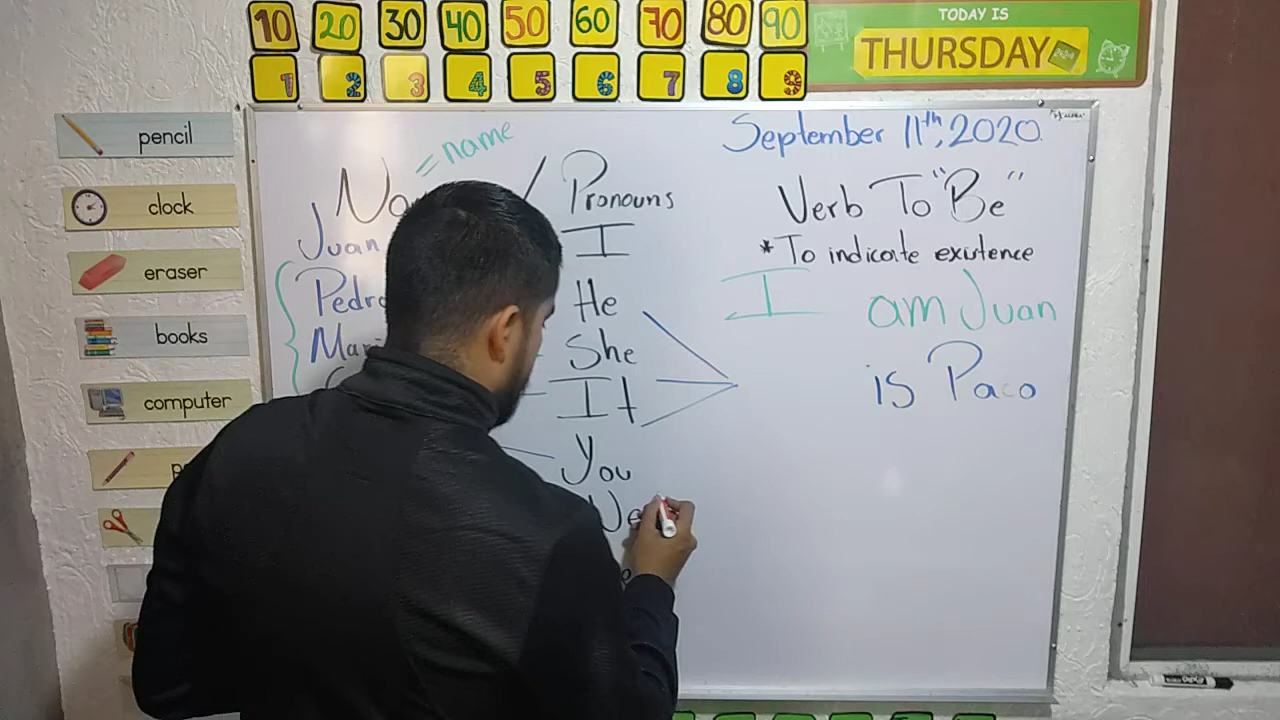 10 20 30 40 50 60 70 80 90
1 2 3 4 5 6 7 8 9
TODAY IS
THURSDAY
pencil
clock
eraser
books
computer
= name
/ Pronouns
Juan
I
Pedro
He
She
It
You
We
September 11th, 2020.
Verb To "Be"
* To indicate existence
I am Juan
is Paco